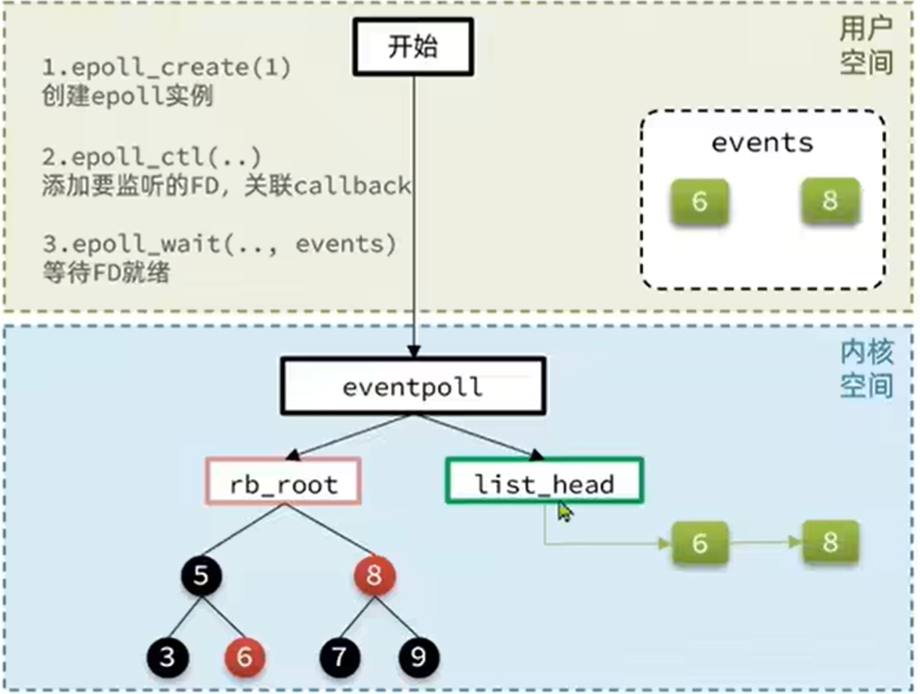 开始
用户
空间
1.epoll_create(1)
创建epoll实例
2.epoll_ctl(..)
添加要监听的FD，关联callback
3.epoll_wait(.., events)
等待FD就绪
events
6
8
内核
空间
eventpoll
rb_root
list_head
6
8
5
8
3
6
7
9